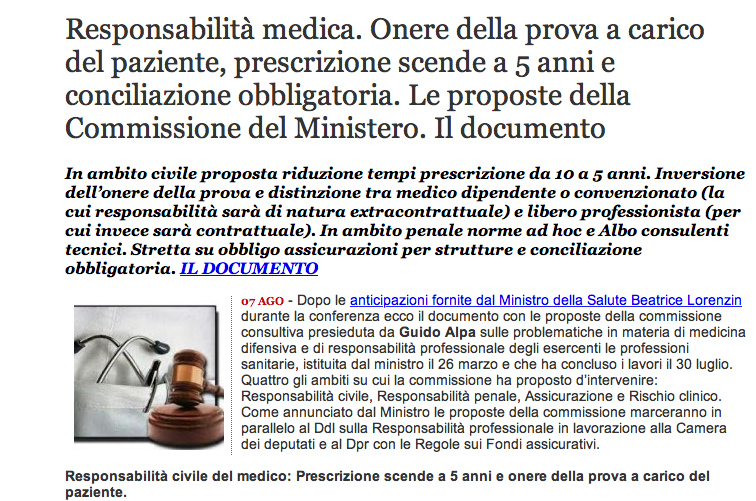 Responsabilità medica. Onere della prova a carico
del paziente, prescrizione scende a 5 anni e
conciliazione obbligatoria. Le proposte della
Commissione del Ministero. Il documento
In ambito civile proposta riduzione tempi prescrizione da 10 a 5 anni. Inversione
dell’onere della prova e distinzione tra medico dipendente o convenzionato (la
cui responsabilità sarà di natura extracontrattuale) e libero professionista (per
cui invece sarà contrattuale). In ambito penale norme ad hoc e Albo consulenti
tecnici. Stretta su obbligo assicurazioni per strutture e conciliazione
obbligatoria. IL DOCUMENTO
07 AGO - Dopo le anticipazioni fornite dal Ministro della Salute Beatrice Lorenzin
durante la conferenza ecco il documento con le proposte della commissione
consultiva presieduta da Guido Alpa sulle problematiche in materia di medicina
difensiva e di responsabilità professionale degli esercenti le professioni
sanitarie, istituita dal ministro il 26 marzo e che ha concluso i lavori il 30 luglio.
Quattro gli ambiti su cui la commissione ha proposto d’intervenire:
Responsabilità civile, Responsabilità penale, Assicurazione e Rischio clinico.
Come annunciato dal Ministro le proposte della commissione marceranno in
parallelo al Ddl sulla Responsabilità professionale in lavorazione alla Camera
dei deputati e al Dpr con le Regole sui Fondi assicurativi.
Responsabilità civile del medico: Prescrizione scende a 5 anni e onere della prova a carico del
paziente.